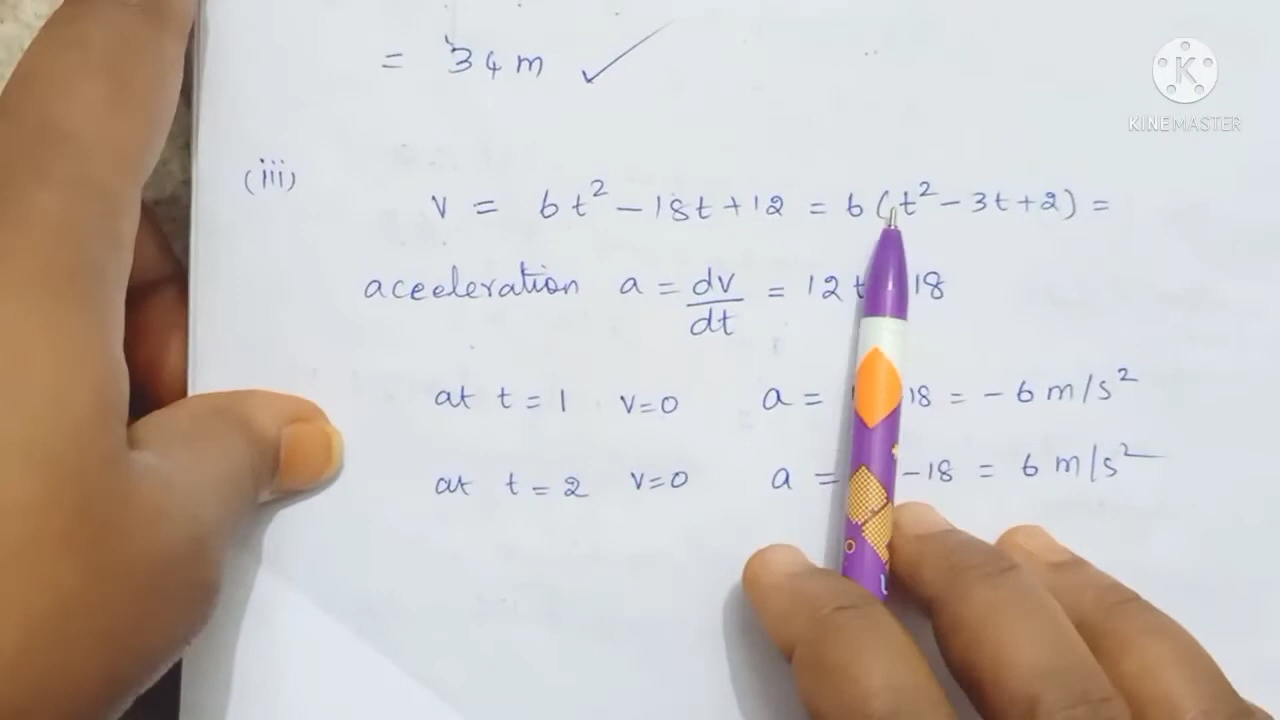 = 34 m ✓
K
KINEMASTER
(iii)
v = 6t² - 18t + 12 = 6(t² - 3t + 2) =
aceeleration a = dv/dt = 12t 18
at t = 1 v=0 a = 18 = - 6 m/s²
at t = 2 v=0 a = -18 = 6 m/s²